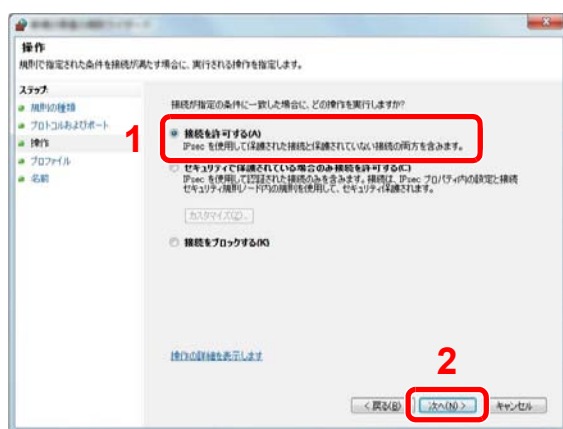 操作
規則で指定された条件を接続が満たす場合に、実行される操作を指定します。
ステップ:
規則の種類
プロトコルおよびポート
操作
プロファイル
名前
接続が指定の条件に一致した場合に、どの操作を実行しますか?
1
接続を許可する(A)
IPsec を使用して保護された接続と保護されていない接続の両方を含みます。
セキュリティで保護されている場合のみ接続を許可する(C)
IPsec を使用して認証された接続のみを含みます。接続は、IPsec プロパティ内の設定と接続
セキュリティ規則ノード内の規則を使用して、セキュリティ保護されます。
カスタマイズ(Z)...
接続をブロックする(K)
操作の詳細を表示します
2
< 戻る(B)
次へ(N) >
キャンセル